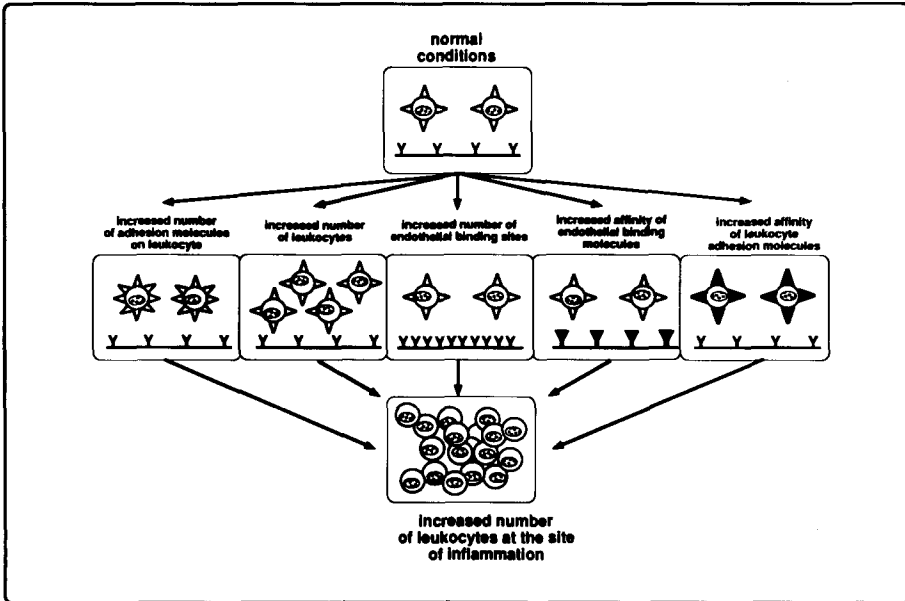 normal
conditions
increased number
of adhesion molecules
on leukocyte
increased number
of leukocytes
increased number of
endothelial binding sites
increased affinity of
endothelial binding
molecules
increased affinity
of leukocyte
adhesion molecules
increased number
of leukocytes at the site
of inflammation